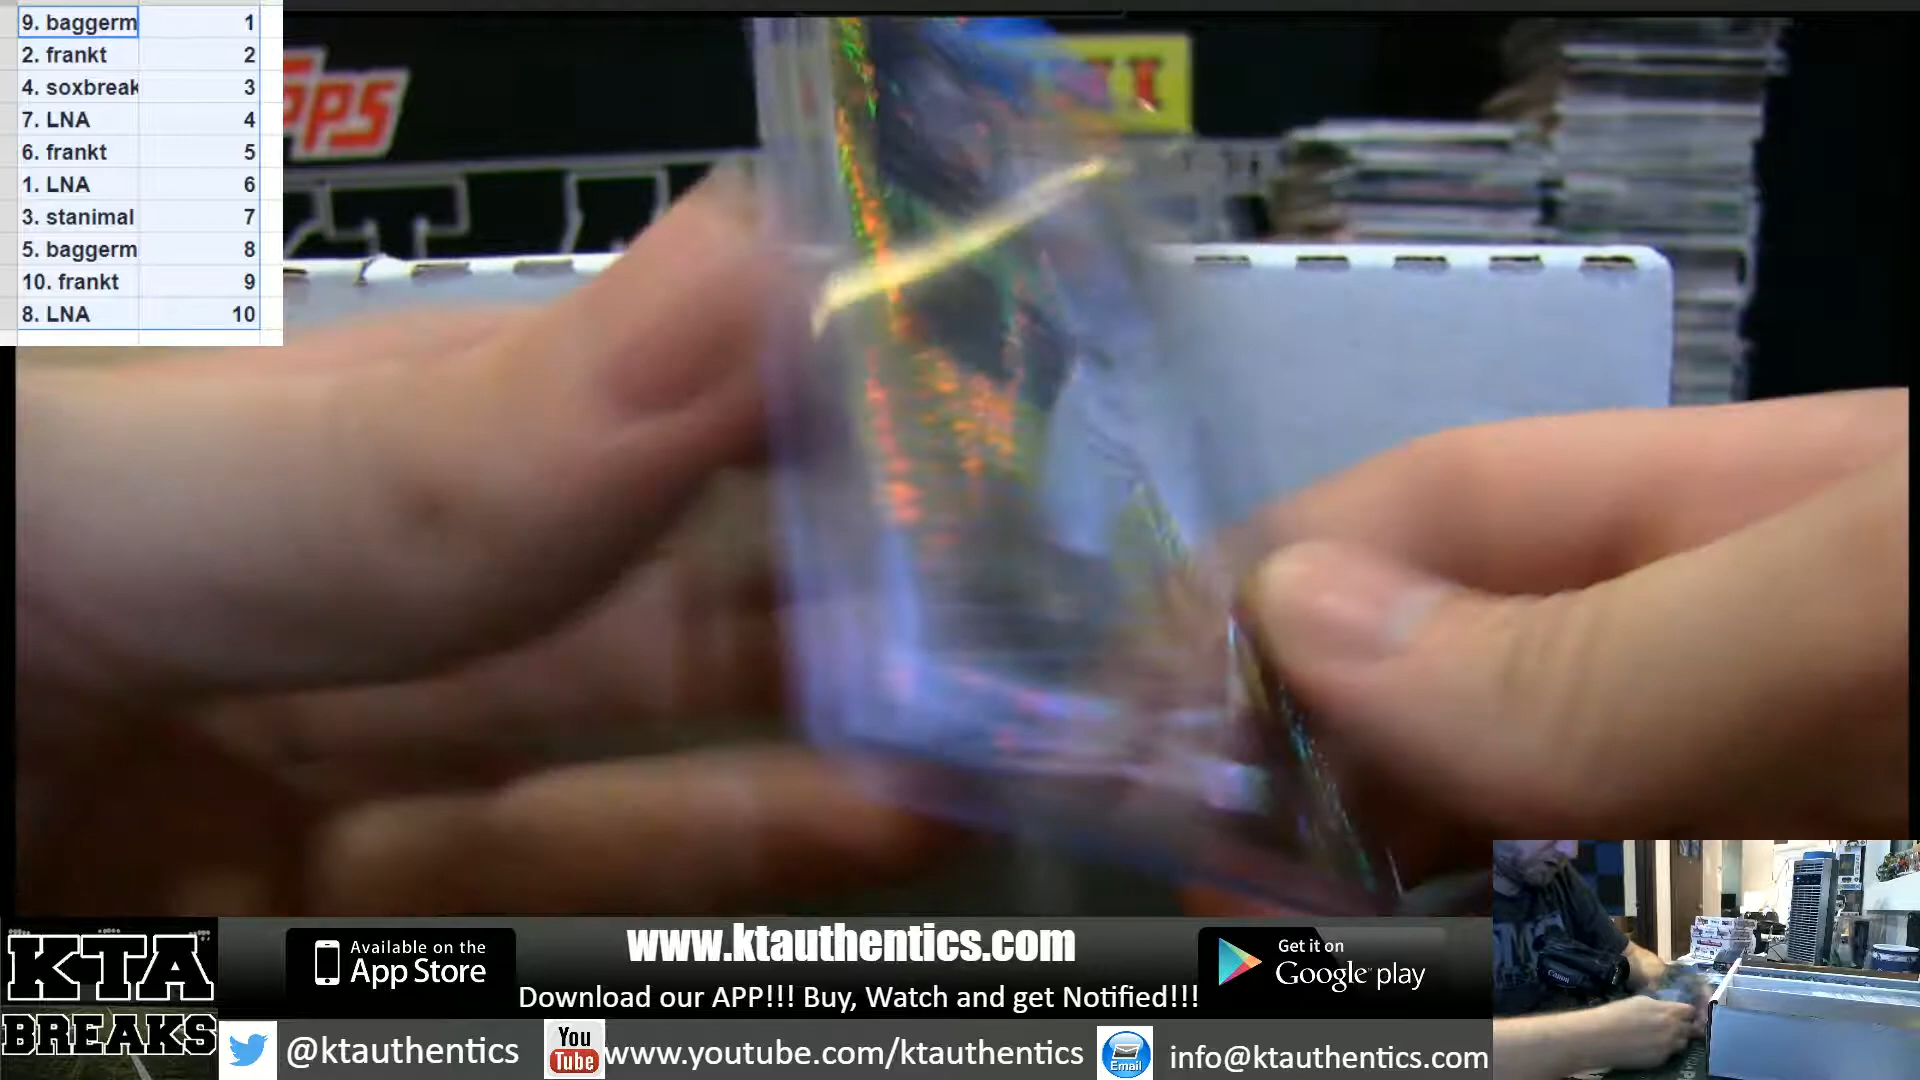 9. baggerm 1
2. frankt 2
4. soxbreak 3
7. LNA 4
6. frankt 5
1. LNA 6
3. stanimal 7
5. baggerm 8
10. frankt 9
8. LNA 10
KTA
BREAKS
Available on the
App Store
www.ktauthentics.com
Download our APP!!! Buy, Watch and get Notified!!!
Get it on
Google play
@ktauthentics
You
Tube
www.youtube.com/ktauthentics
Email
info@ktauthentics.com
Canon